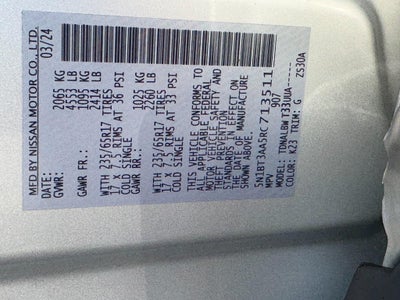 MFD. BY NISSAN MOTOR CO., LTD.
DATE: 03/24
GVWR: 2065 KG
4553 LB
GAWR FR.: 1095 KG
2414 LB
WITH 235/65R17 TIRES
17 X 7.5 RIMS AT 36 PSI
COLD SINGLE
GAWR RR.: 1025 KG
2260 LB
WITH 235/65R17 TIRES
17 X 7.5 RIMS AT 33 PSI
COLD SINGLE
THIS VEHICLE CONFORMS TO
ALL APPLICABLE FEDERAL
MOTOR VEHICLE SAFETY
AND THEFT PREVENTION
STANDARDS IN EFFECT ON
THE DATE OF MANUFACTURE
SHOWN ABOVE.
5N1BT3AA5RC713511
MPV 907
MODEL:
COLOR: K23 TRIM: G ZS30A